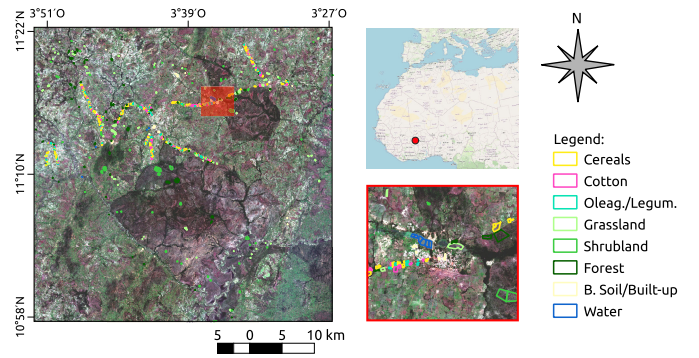 3°51′O 3°39′O 3°27′O
11°22′N
11°10′N
10°58′N
5 0 5 10 km
N
Legend:
Cereals
Cotton
Oleag./Legum.
Grassland
Shrubland
Forest
B. Soil/Built-up
Water